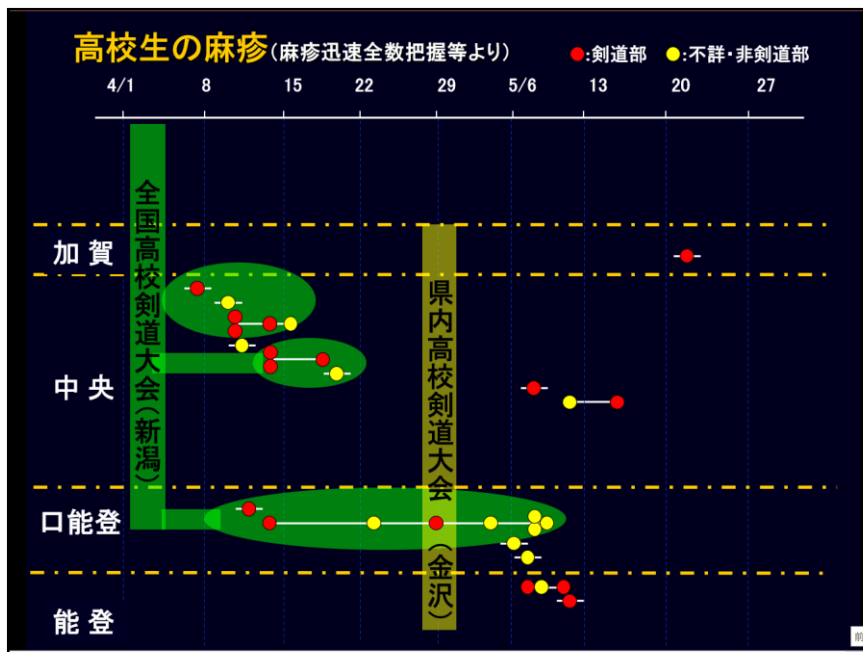 高校生の麻疹(麻疹迅速全数把握等より)
●:剣道部 ●:不詳・非剣道部
4/1 8 15 22 29 5/6 13 20 27
全国高校剣道大会(新潟)
県内高校剣道大会(金沢)
加賀
中央
口能登
能登
前